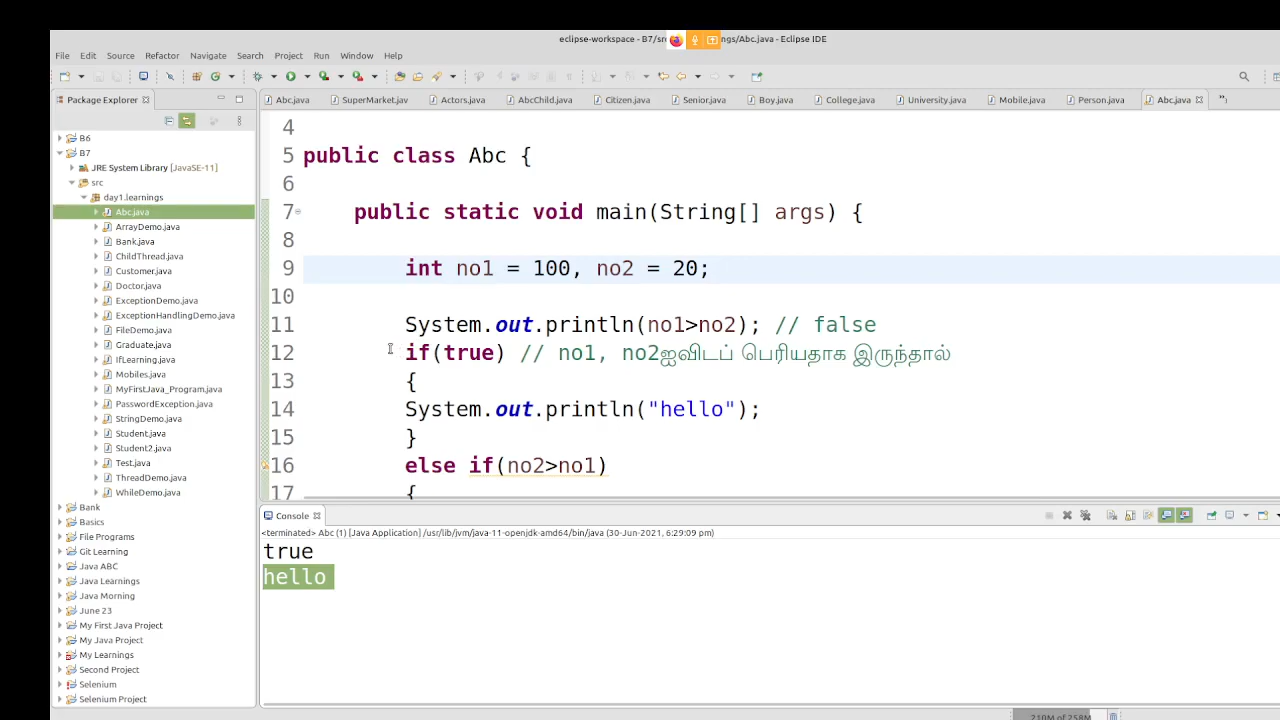 eclipse-workspace - B7/sr ngs/Abc.java - Eclipse IDE
File Edit Source Refactor Navigate Search Project Run Window Help
Package Explorer
Abc.java SuperMarket.jav Actors.java AbcChild.java Citizen.java Senior.java Boy.java College.java University.java Mobile.java Person.java Abc.java
B6
B7
JRE System Library [JavaSE-11]
src
day1.learnings
Abc.java
ArrayDemo.java
Bank.java
ChildThread.java
Customer.java
Doctor.java
ExceptionDemo.java
ExceptionHandlingDemo.java
FileDemo.java
Graduate.java
IfLearning.java
Mobiles.java
MyFirstJava_Program.java
PasswordException.java
StringDemo.java
Student.java
Student2.java
Test.java
ThreadDemo.java
WhileDemo.java
Bank
Basics
File Programs
Git Learning
Java ABC
Java Learnings
Java Morning
June 23
My First Java Project
My Java Project
My Learnings
Second Project
Selenium
Selenium Project
4
5 public class Abc {
6
7 public static void main(String[] args) {
8
9 int no1 = 100, no2 = 20;
10
11 System.out.println(no1>no2); // false
12 if(true) // no1, no2ஐவிடப் பெரியதாக இருந்தால்
13 {
14 System.out.println("hello");
15 }
16 else if(no2>no1)
17 {
Console
<terminated> Abc (1) [Java Application] /usr/lib/jvm/java-11-openjdk-amd64/bin/java (30-Jun-2021, 6:29:09 pm)
true
hello
210M of 258M